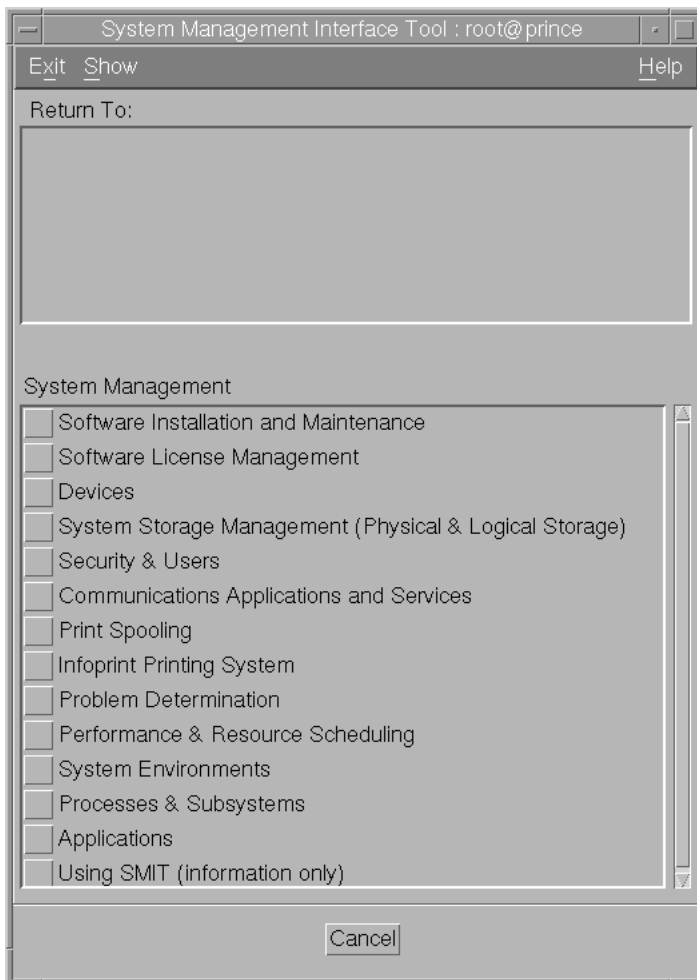 System Management Interface Tool : root@prince
Exit Show Help
Return To:
System Management
Software Installation and Maintenance
Software License Management
Devices
System Storage Management (Physical & Logical Storage)
Security & Users
Communications Applications and Services
Print Spooling
Infoprint Printing System
Problem Determination
Performance & Resource Scheduling
System Environments
Processes & Subsystems
Applications
Using SMIT (information only)
Cancel